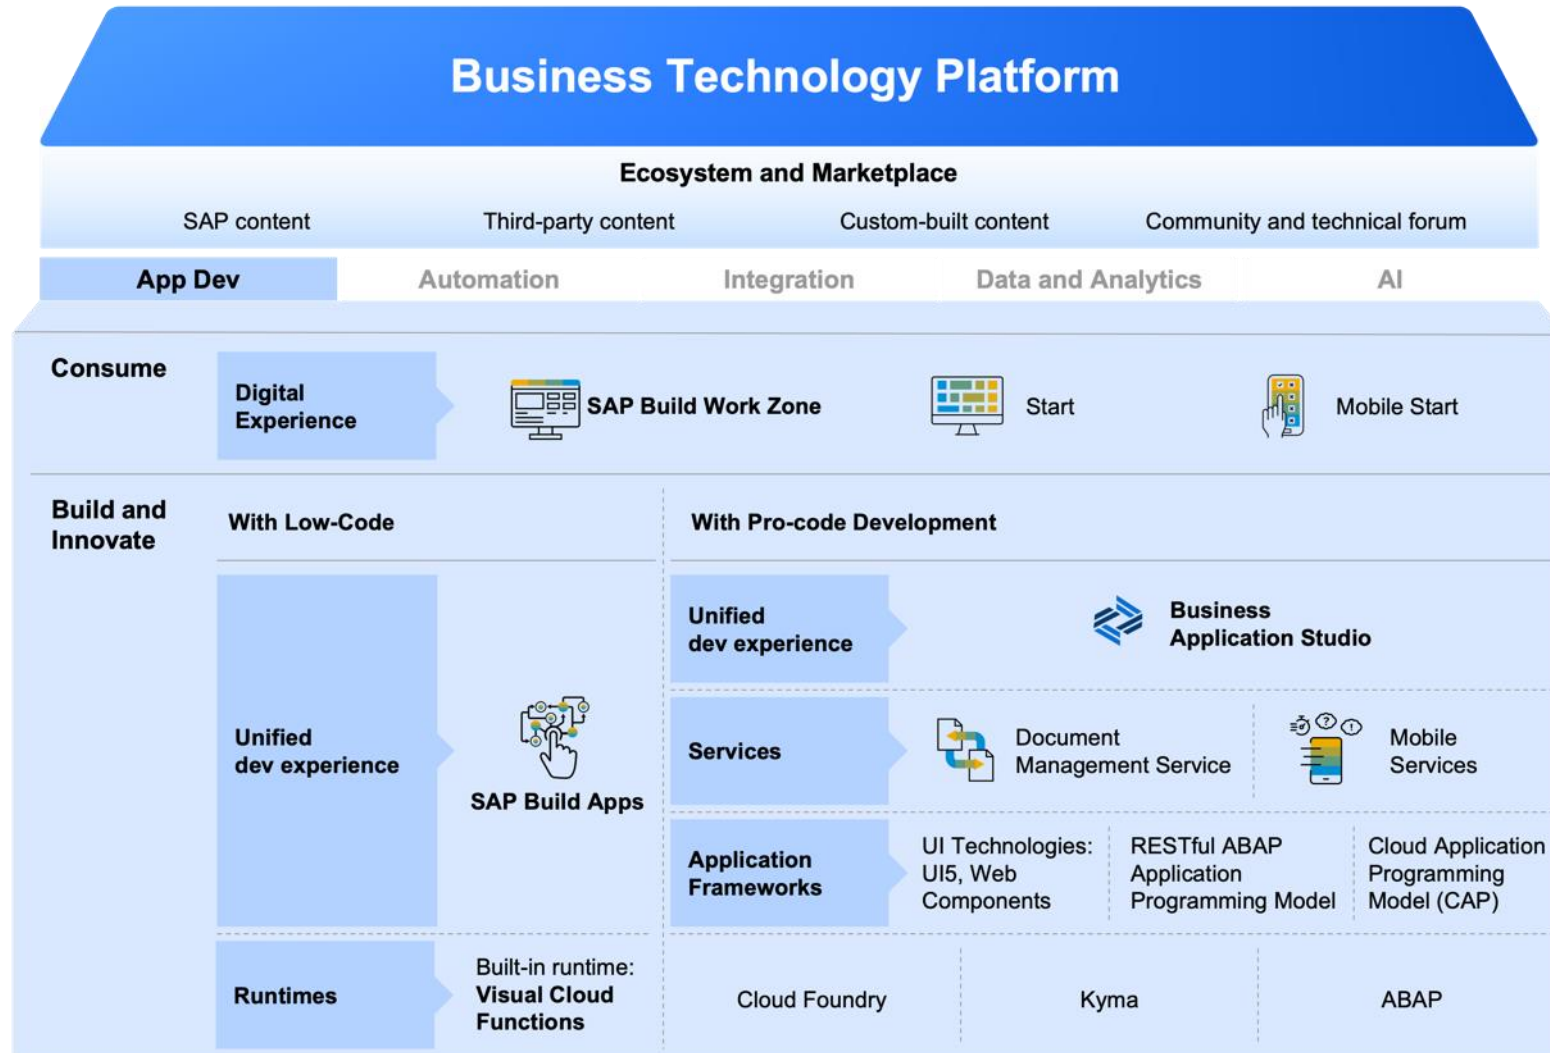 Business Technology Platform
Ecosystem and Marketplace
SAP content
Third-party content
Custom-built content
Community and technical forum
App Dev
Automation
Integration
Data and Analytics
AI
Consume
Digital
Experience
SAP Build Work Zone
Start
Mobile Start
Build and
Innovate
With Low-Code
With Pro-code Development
Unified
dev experience
SAP Build Apps
Unified
dev experience
Business
Application Studio
Services
Document
Management Service
Mobile
Services
Application
Frameworks
UI Technologies:
UI5, Web
Components
RESTful ABAP
Application
Programming Model
Cloud Application
Programming
Model (CAP)
Runtimes
Built-in runtime:
Visual Cloud
Functions
Cloud Foundry
Kyma
ABAP